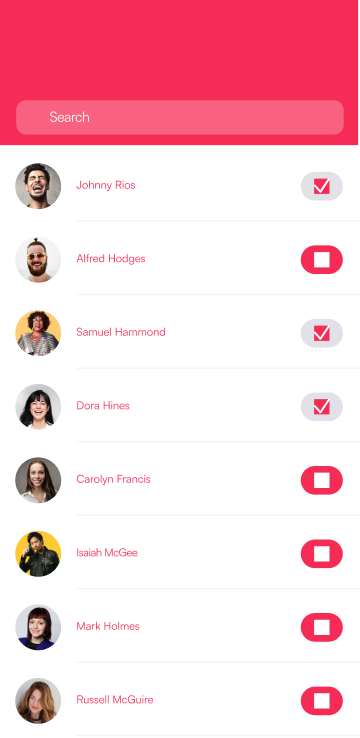 Search
Johnny Rios
Alfred Hodges
Samuel Hammond
Dora Hines
Carolyn Francis
Isaiah McGee
Mark Holmes
Russell McGuire